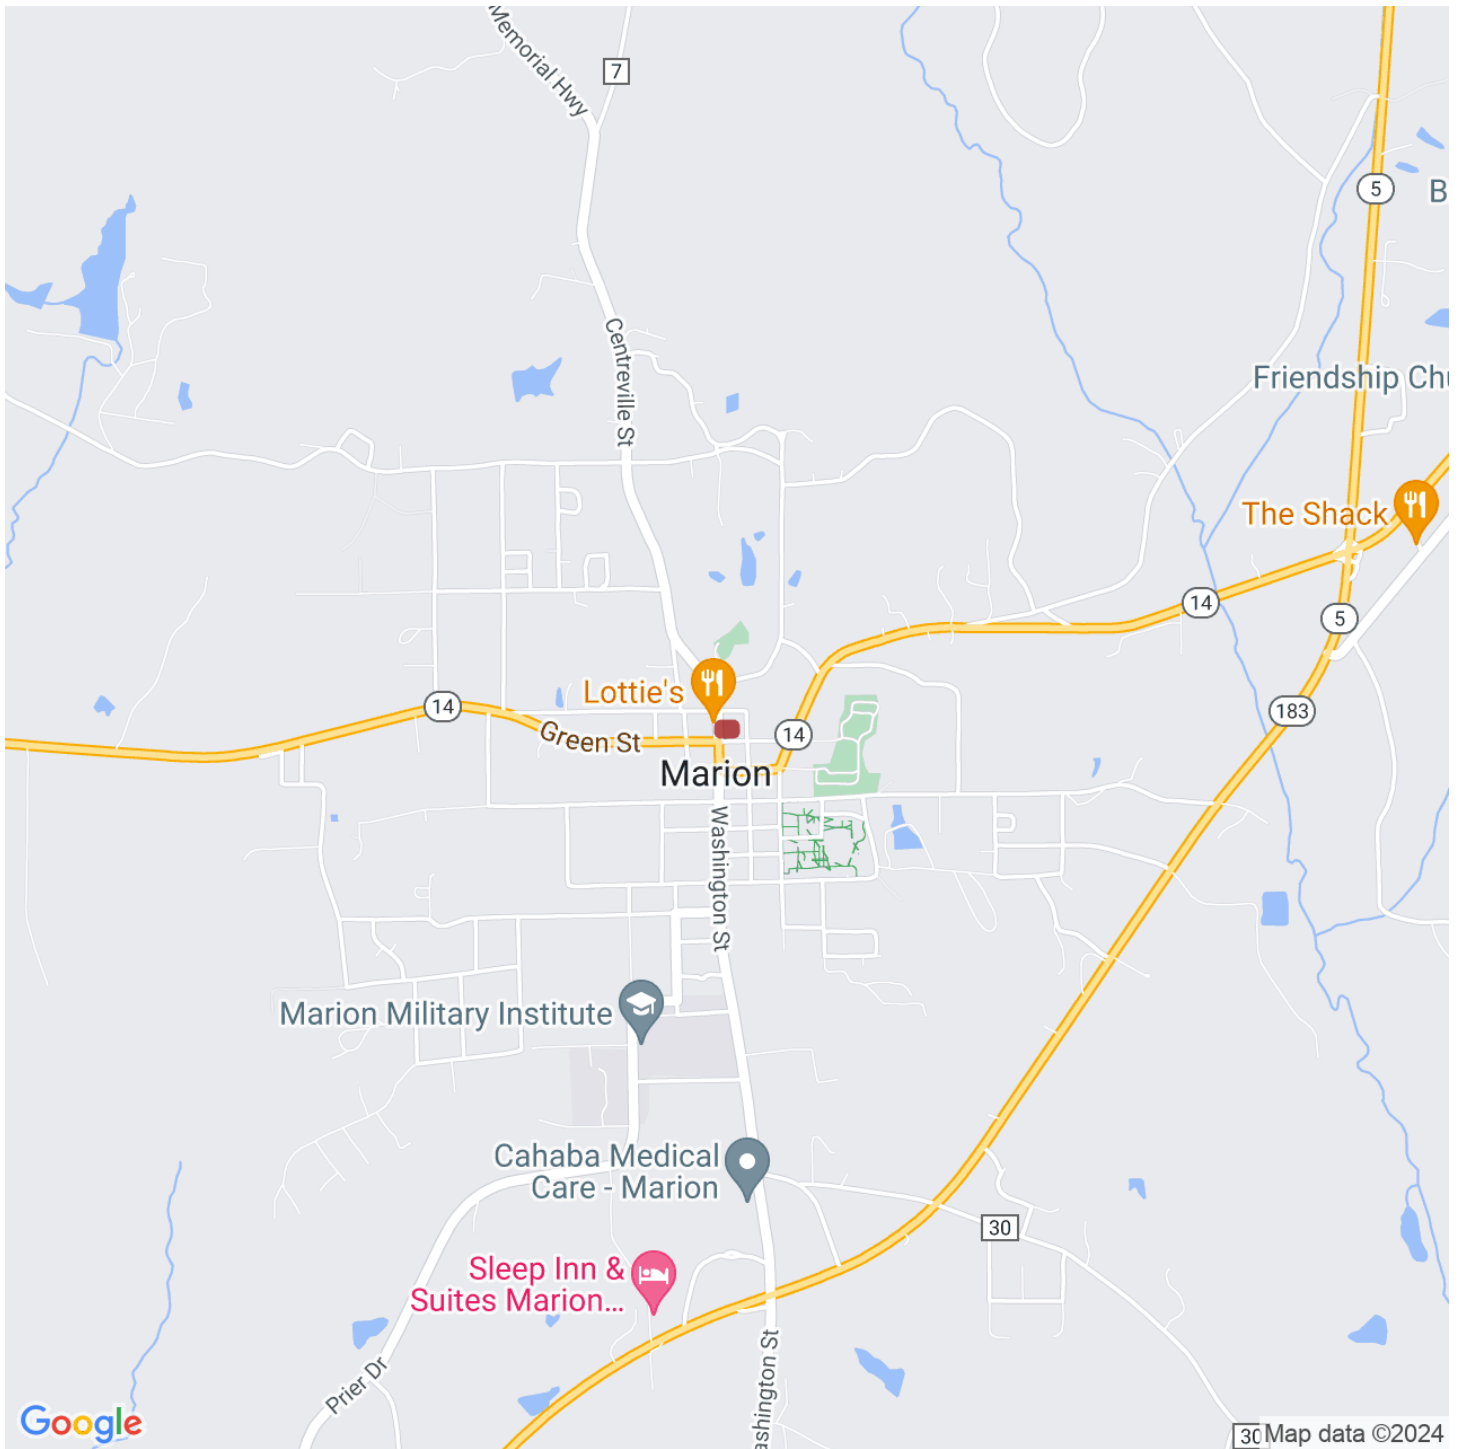 Memorial Hwy
7
5
B
Centreville St
Friendship Chu
The Shack
14
5
Lottie's
14
183
Green St
14
Marion
Washington St
Marion Military Institute
Cahaba Medical
Care - Marion
30
Sleep Inn &
Suites Marion...
Prier Dr
ashington St
Google
30
Map data ©2024